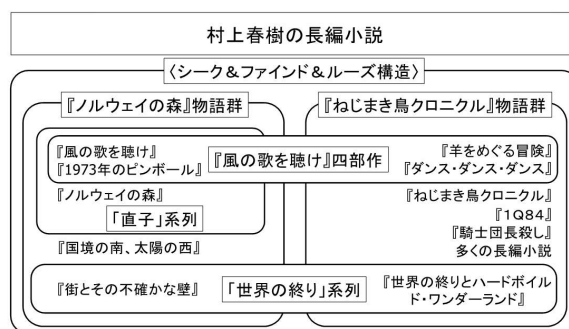 村上春樹の長編小説
〈シーク&ファインド&ルーズ構造〉
『ノルウェイの森』物語群
『ねじまき鳥クロニクル』物語群
『風の歌を聴け』
『1973年のピンボール』
『風の歌を聴け』四部作
『羊をめぐる冒険』
『ダンス・ダンス・ダンス』
『ノルウェイの森』
「直子」系列
『国境の南、太陽の西』
『ねじまき鳥クロニクル』
『1Q84』
『騎士団長殺し』
多くの長編小説
『街とその不確かな壁』
「世界の終り」系列
『世界の終りとハードボイル
ド・ワンダーランド』